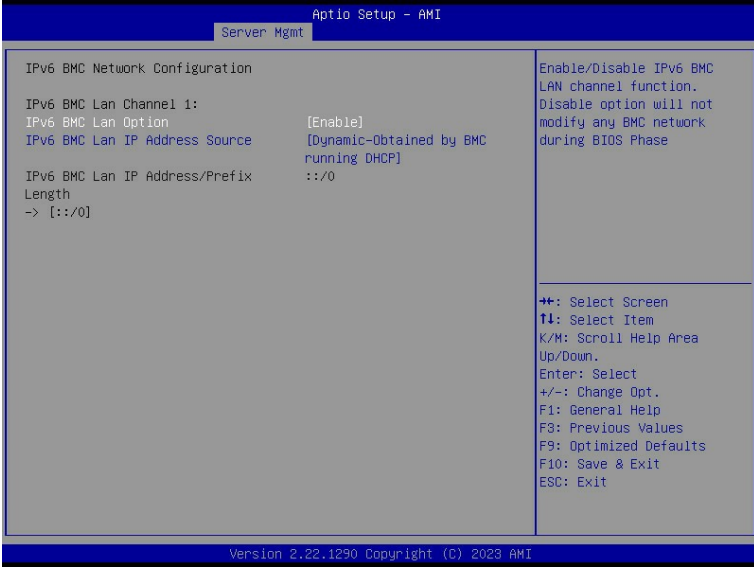 Aptio Setup – AMI
Server Mgmt
IPv6 BMC Network Configuration
IPv6 BMC Lan Channel 1:
IPv6 BMC Lan Option [Enable]
IPv6 BMC Lan IP Address Source [Dynamic-Obtained by BMC
running DHCP]
IPv6 BMC Lan IP Address/Prefix ::/0
Length
-> [::/0]
Enable/Disable IPv6 BMC
LAN channel function.
Disable option will not
modify any BMC network
during BIOS Phase
→←: Select Screen
↑↓: Select Item
K/M: Scroll Help Area
Up/Down.
Enter: Select
+/-: Change Opt.
F1: General Help
F3: Previous Values
F9: Optimized Defaults
F10: Save & Exit
ESC: Exit
Version 2.22.1290 Copyright (C) 2023 AMI